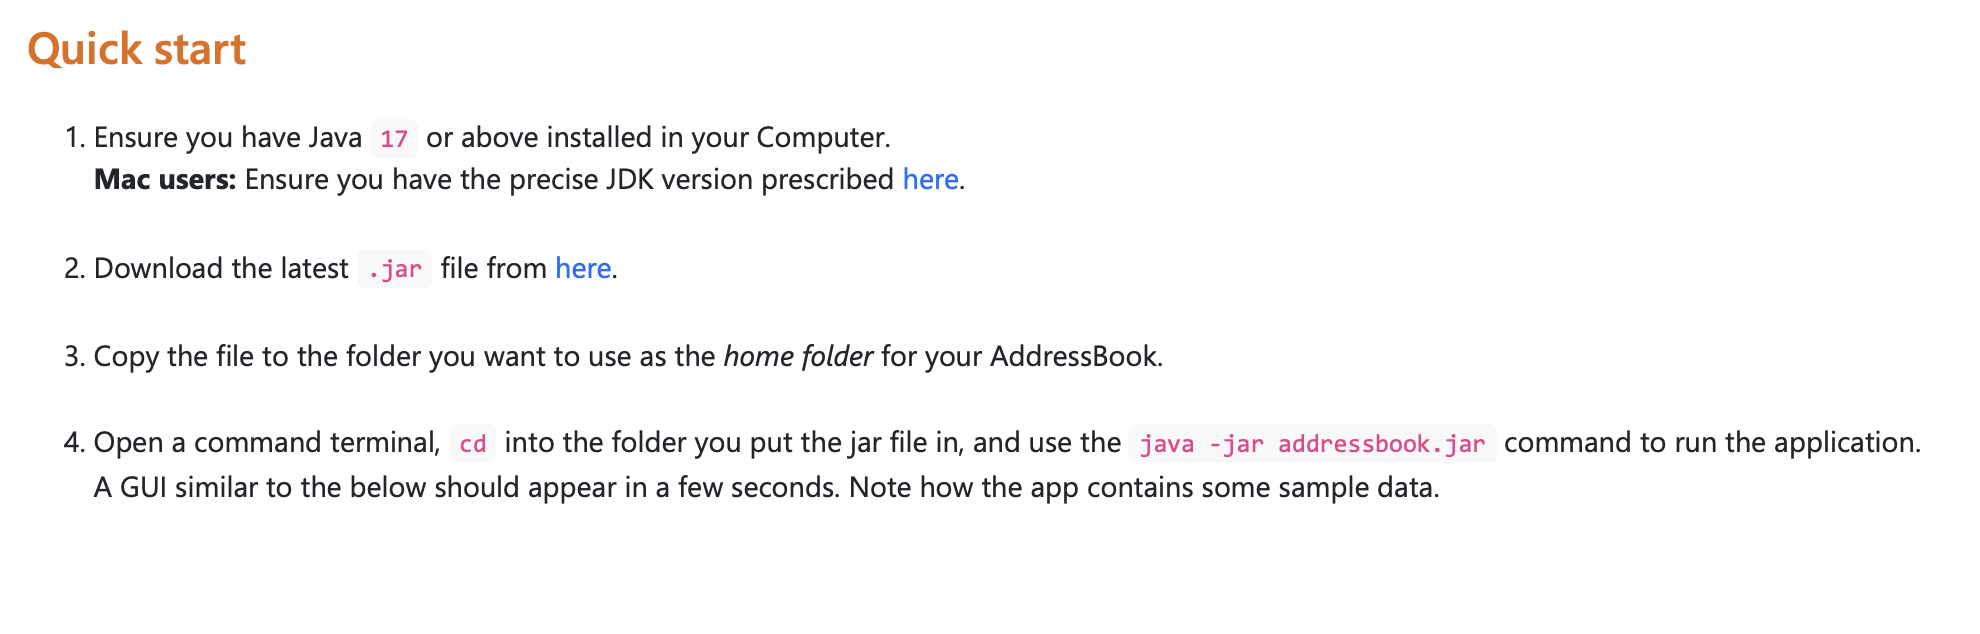 Quick start
1. Ensure you have Java 17 or above installed in your Computer.
Mac users: Ensure you have the precise JDK version prescribed here.
2. Download the latest .jar file from here.
3. Copy the file to the folder you want to use as the home folder for your AddressBook.
4. Open a command terminal, cd into the folder you put the jar file in, and use the java -jar addressbook.jar command to run the application.
A GUI similar to the below should appear in a few seconds. Note how the app contains some sample data.